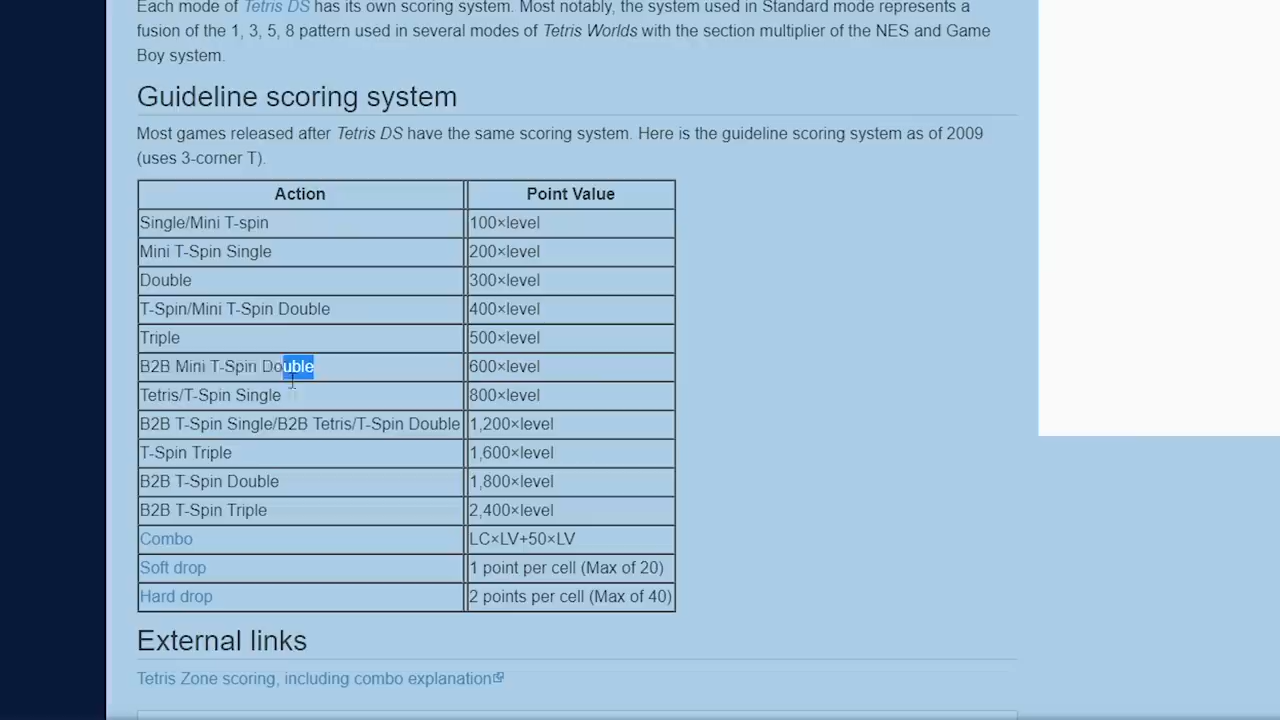 Each mode of Tetris DS has its own scoring system. Most notably, the system used in Standard mode represents a
fusion of the 1, 3, 5, 8 pattern used in several modes of Tetris Worlds with the section multiplier of the NES and Game
Boy system.
Guideline scoring system
Most games released after Tetris DS have the same scoring system. Here is the guideline scoring system as of 2009
(uses 3-corner T).
Action Point Value
Single/Mini T-spin 100×level
Mini T-Spin Single 200×level
Double 300×level
T-Spin/Mini T-Spin Double 400×level
Triple 500×level
B2B Mini T-Spin Double 600×level
Tetris/T-Spin Single 800×level
B2B T-Spin Single/B2B Tetris/T-Spin Double 1,200×level
T-Spin Triple 1,600×level
B2B T-Spin Double 1,800×level
B2B T-Spin Triple 2,400×level
Combo LC×LV+50×LV
Soft drop 1 point per cell (Max of 20)
Hard drop 2 points per cell (Max of 40)
External links
Tetris Zone scoring, including combo explanation